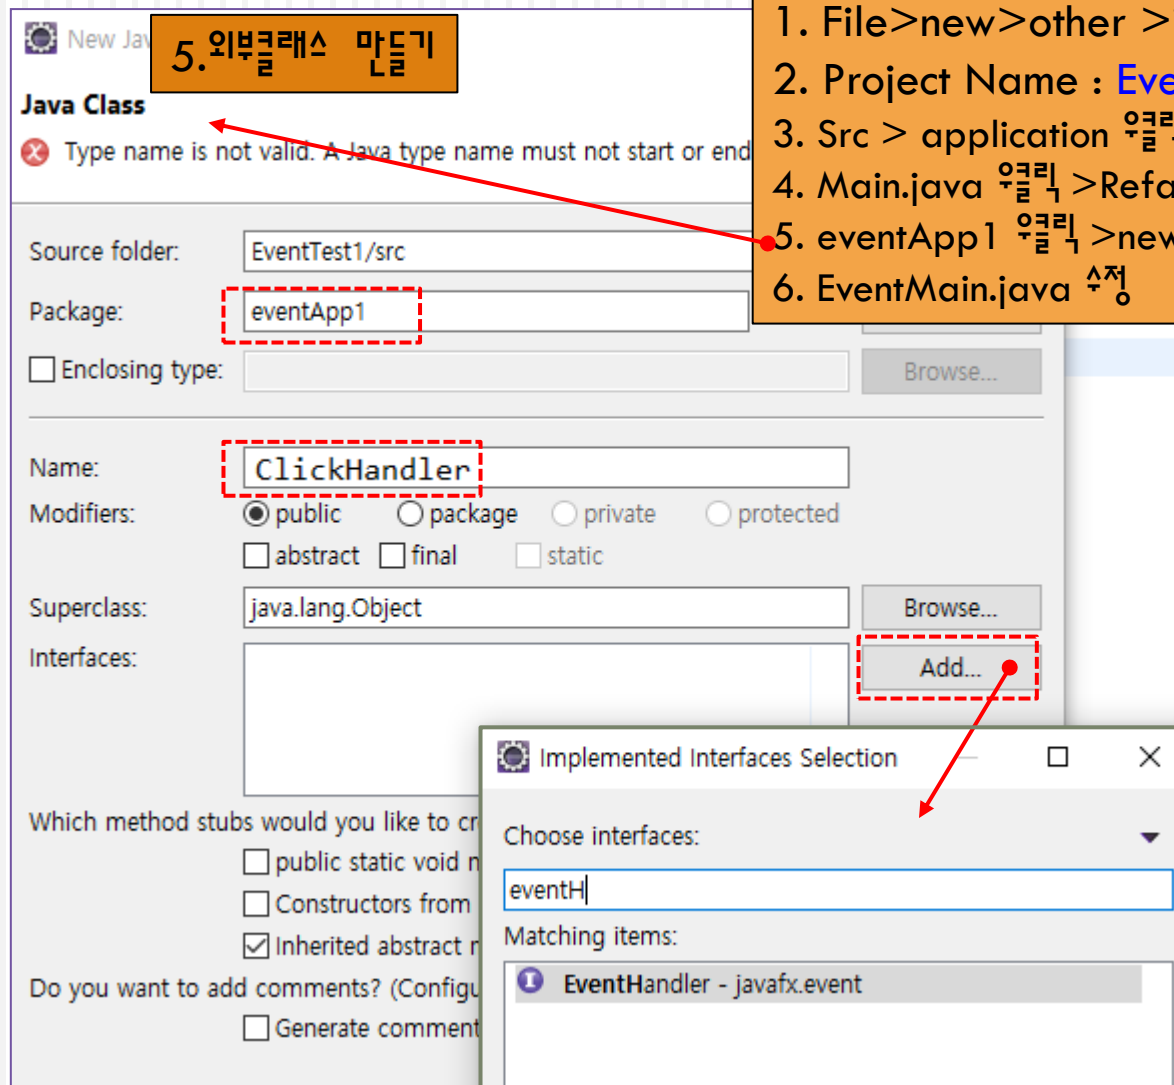 New Jav
5.외부클래스 만들기
Java Class
Type name is not valid. A Java type name must not start or end
1. File>new>other >
2. Project Name : Eve
3. Src > application 우클릭
4. Main.java 우클릭 >Refa
5. eventApp1 우클릭 >new
6. EventMain.java 수정
Source folder: EventTest1/src
Package: eventApp1
Enclosing type: Browse...
Name: ClickHandler
Modifiers: public package private protected
abstract final static
Superclass: java.lang.Object Browse...
Interfaces: Add...
Implemented Interfaces Selection
Choose interfaces:
eventH
Matching items:
EventHandler - javafx.event
Which method stubs would you like to cr
public static void m
Constructors from
Inherited abstract m
Do you want to add comments? (Configu
Generate comment